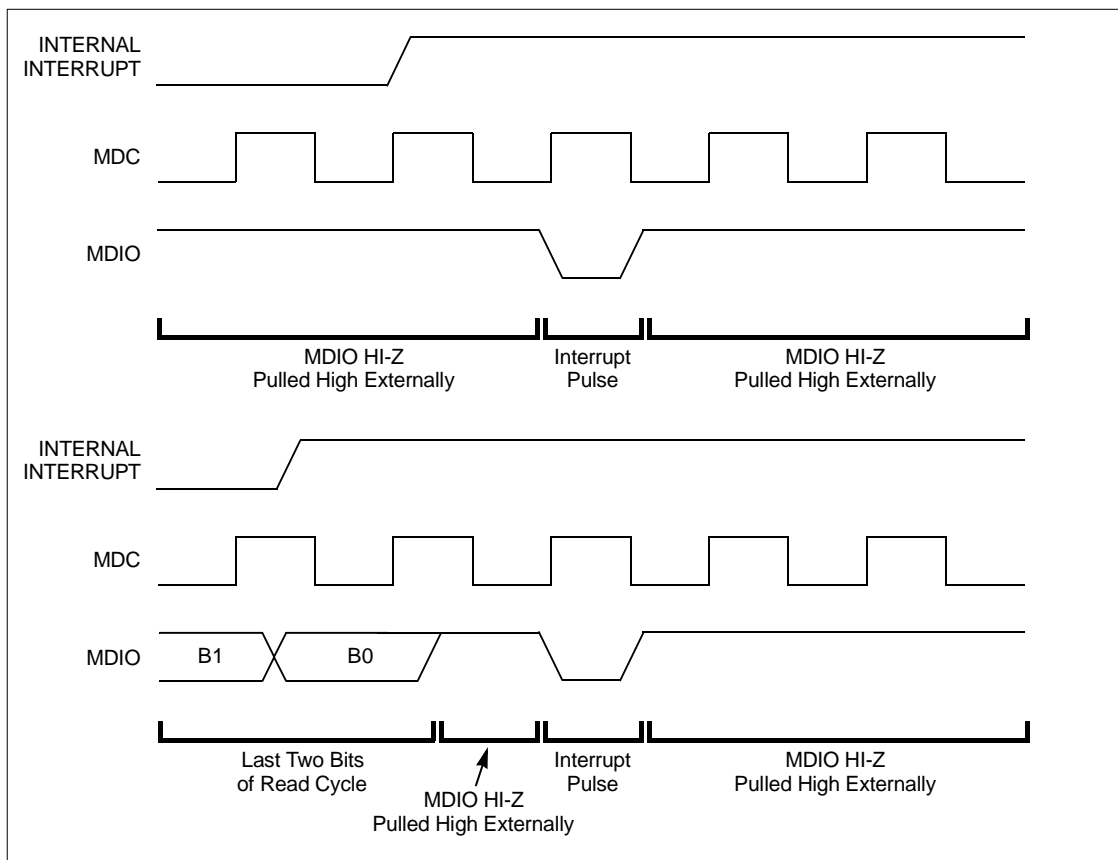 INTERNAL
INTERRUPT
MDC
MDIO
MDIO HI-Z
Pulled High Externally
Interrupt
Pulse
MDIO HI-Z
Pulled High Externally
INTERNAL
INTERRUPT
MDC
MDIO
B1
B0
Last Two Bits
of Read Cycle
MDIO HI-Z
Pulled High Externally
Interrupt
Pulse
MDIO HI-Z
Pulled High Externally